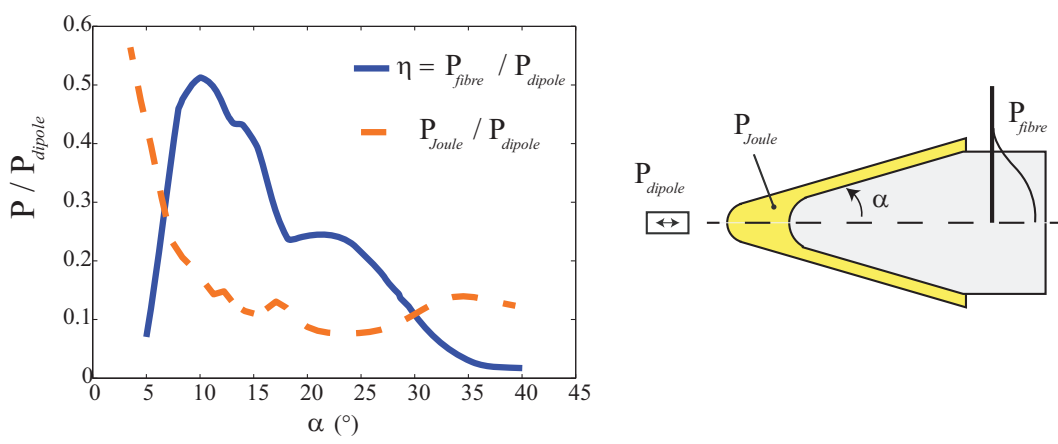 0.6
0.5
0.4
0.3
0.2
0.1
0
P / P_dipole
η = P_fibre / P_dipole
P_Joule / P_dipole
0 5 10 15 20 25 30 35 40 45
α (°)
P_Joule
P_fibre
P_dipole
α